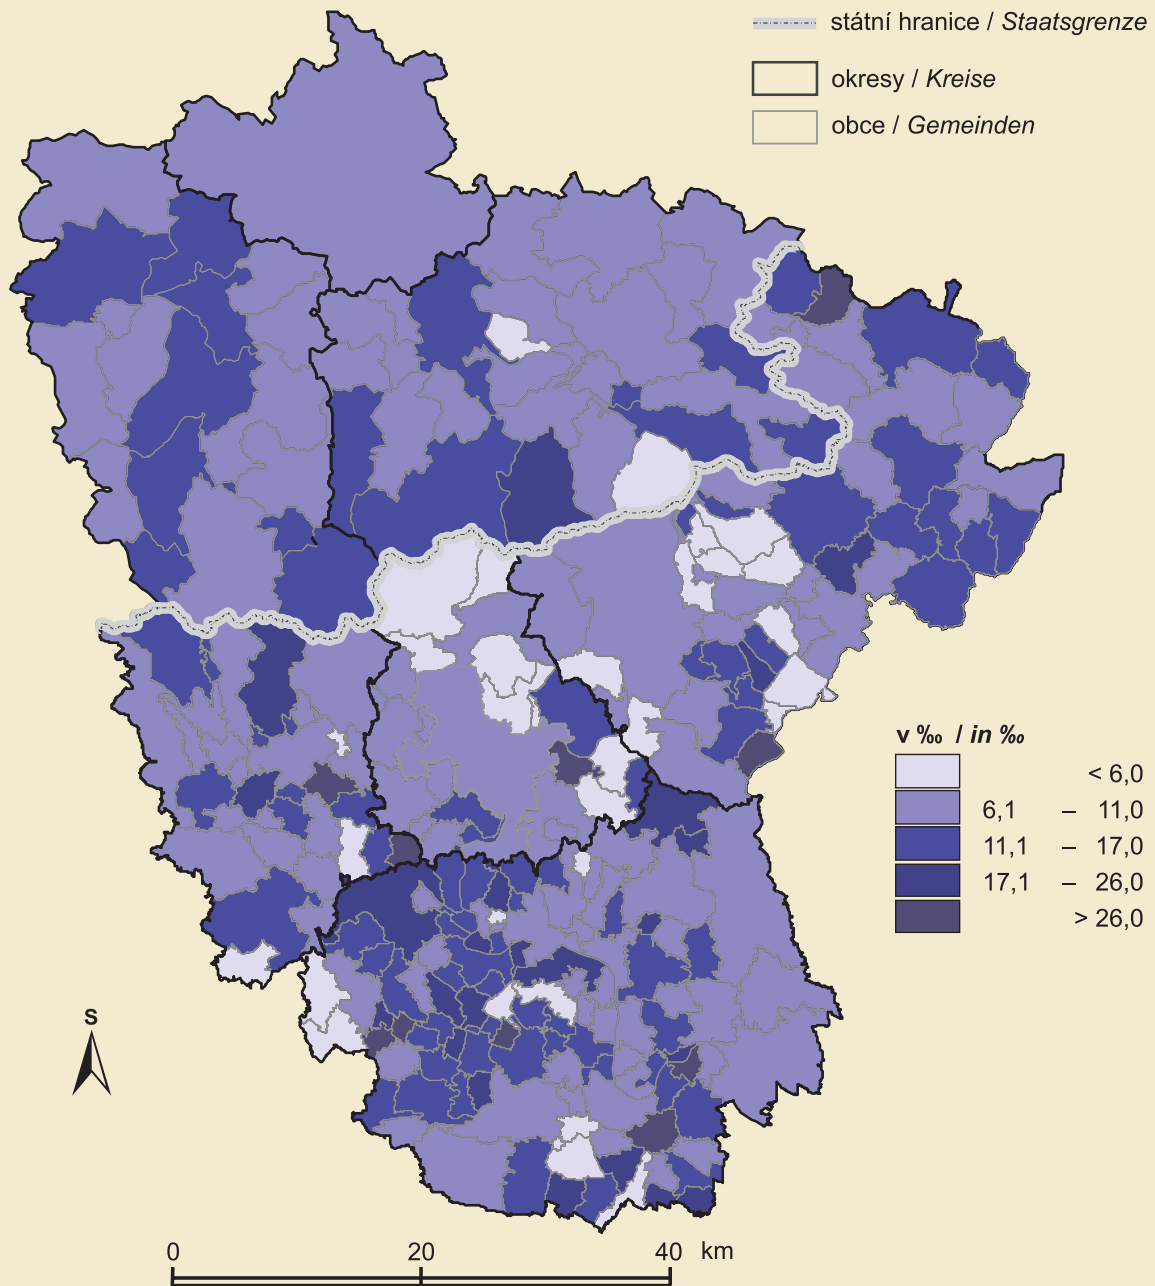 státní hranice / Staatsgrenze
okresy / Kreise
obce / Gemeinden
v ‰ / in ‰
< 6,0
6,1 – 11,0
11,1 – 17,0
17,1 – 26,0
> 26,0
S
0 20 40 km